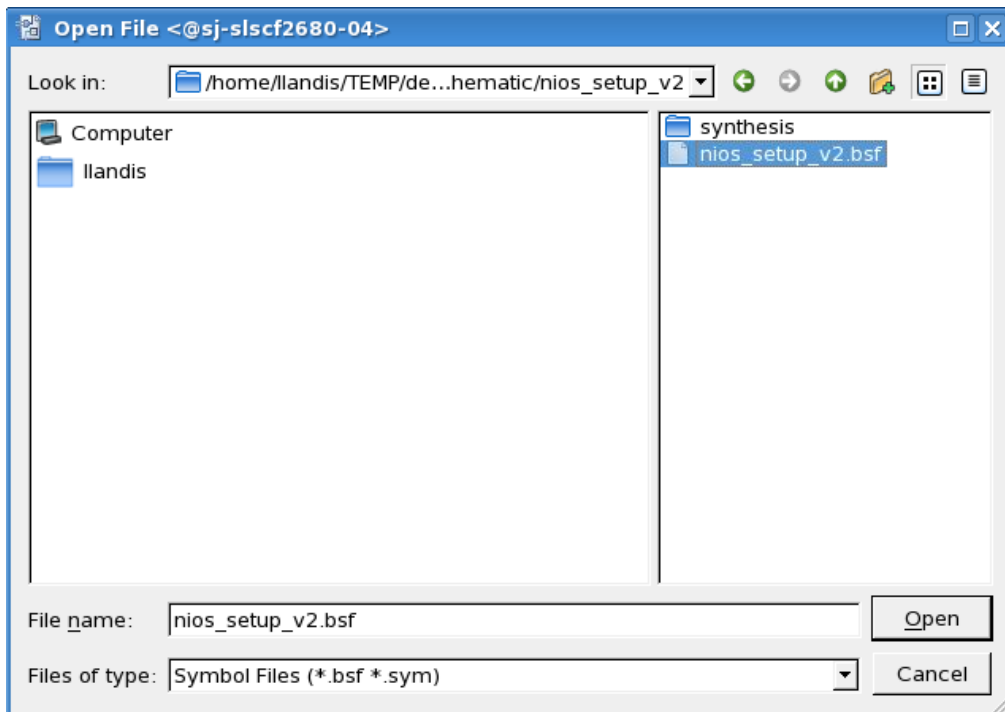 Open File <@sj-slscf2680-04>
Look in: /home/llandis/TEMP/de...hematic/nios_setup_v2
Computer
llandis
synthesis
nios_setup_v2.bsf
File name: nios_setup_v2.bsf Open
Files of type: Symbol Files (*.bsf *.sym) Cancel